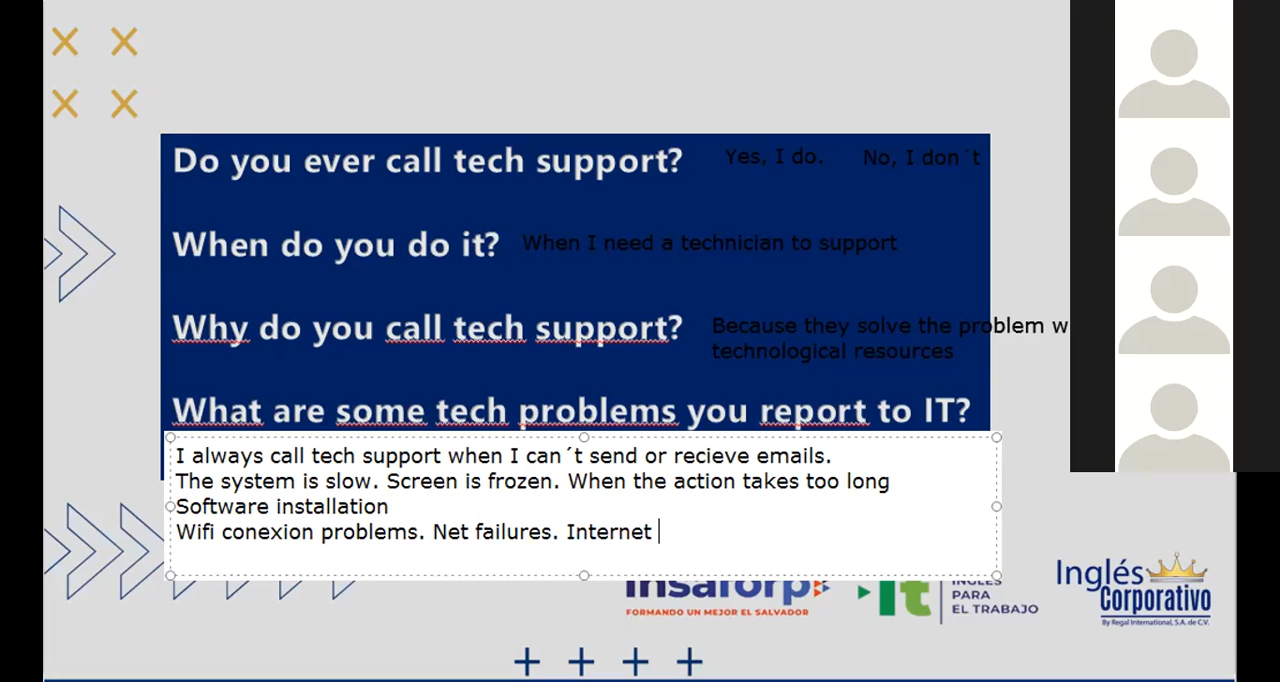 Do you ever call tech support? Yes, I do. No, I don´t
When do you do it? When I need a technician to support
Why do you call tech support? Because they solve the problem w
technological resources
What are some tech problems you report to IT?
I always call tech support when I can´t send or recieve emails.
The system is slow. Screen is frozen. When the action takes too long
Software installation
Wifi conexion problems. Net failures. Internet
insaforp
FORMANDO UN MEJOR EL SALVADOR
It
INGLÉS
PARA
EL TRABAJO
Inglés
Corporativo
By Regal International, S.A. de C.V.